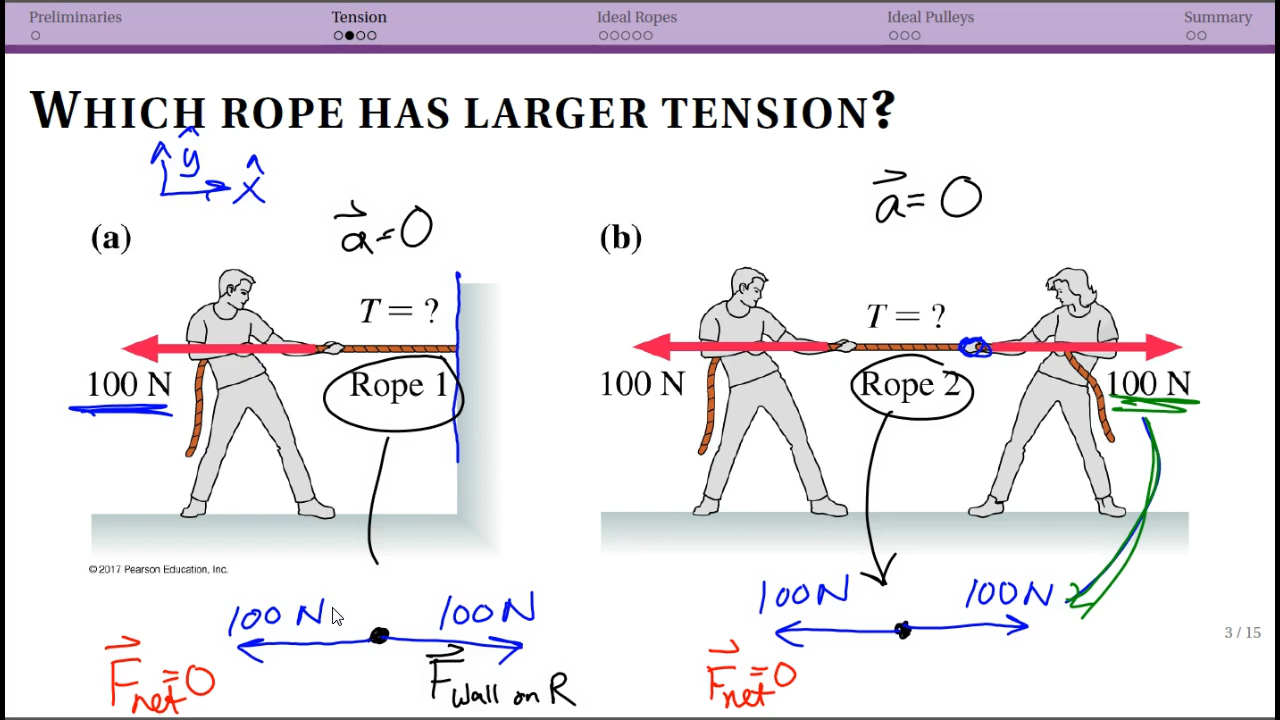 Preliminaries Tension Ideal Ropes Ideal Pulleys Summary
WHICH ROPE HAS LARGER TENSION?
ŷ
x̂
a⃗ = 0
a⃗ = 0
(a)
(b)
T = ?
T = ?
100 N
Rope 1
100 N
Rope 2
100 N
©2017 Pearson Education, Inc.
100 N
100 N
100 N
100 N
3 / 15
F⃗net = 0
F⃗wall on R
F⃗net = 0